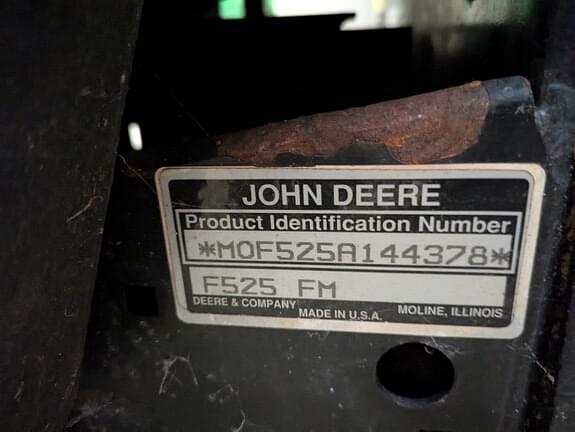 JOHN DEERE
Product Identification Number
*M0F525A144378*
F525 FM
DEERE & COMPANY MADE IN U.S.A. MOLINE, ILLINOIS